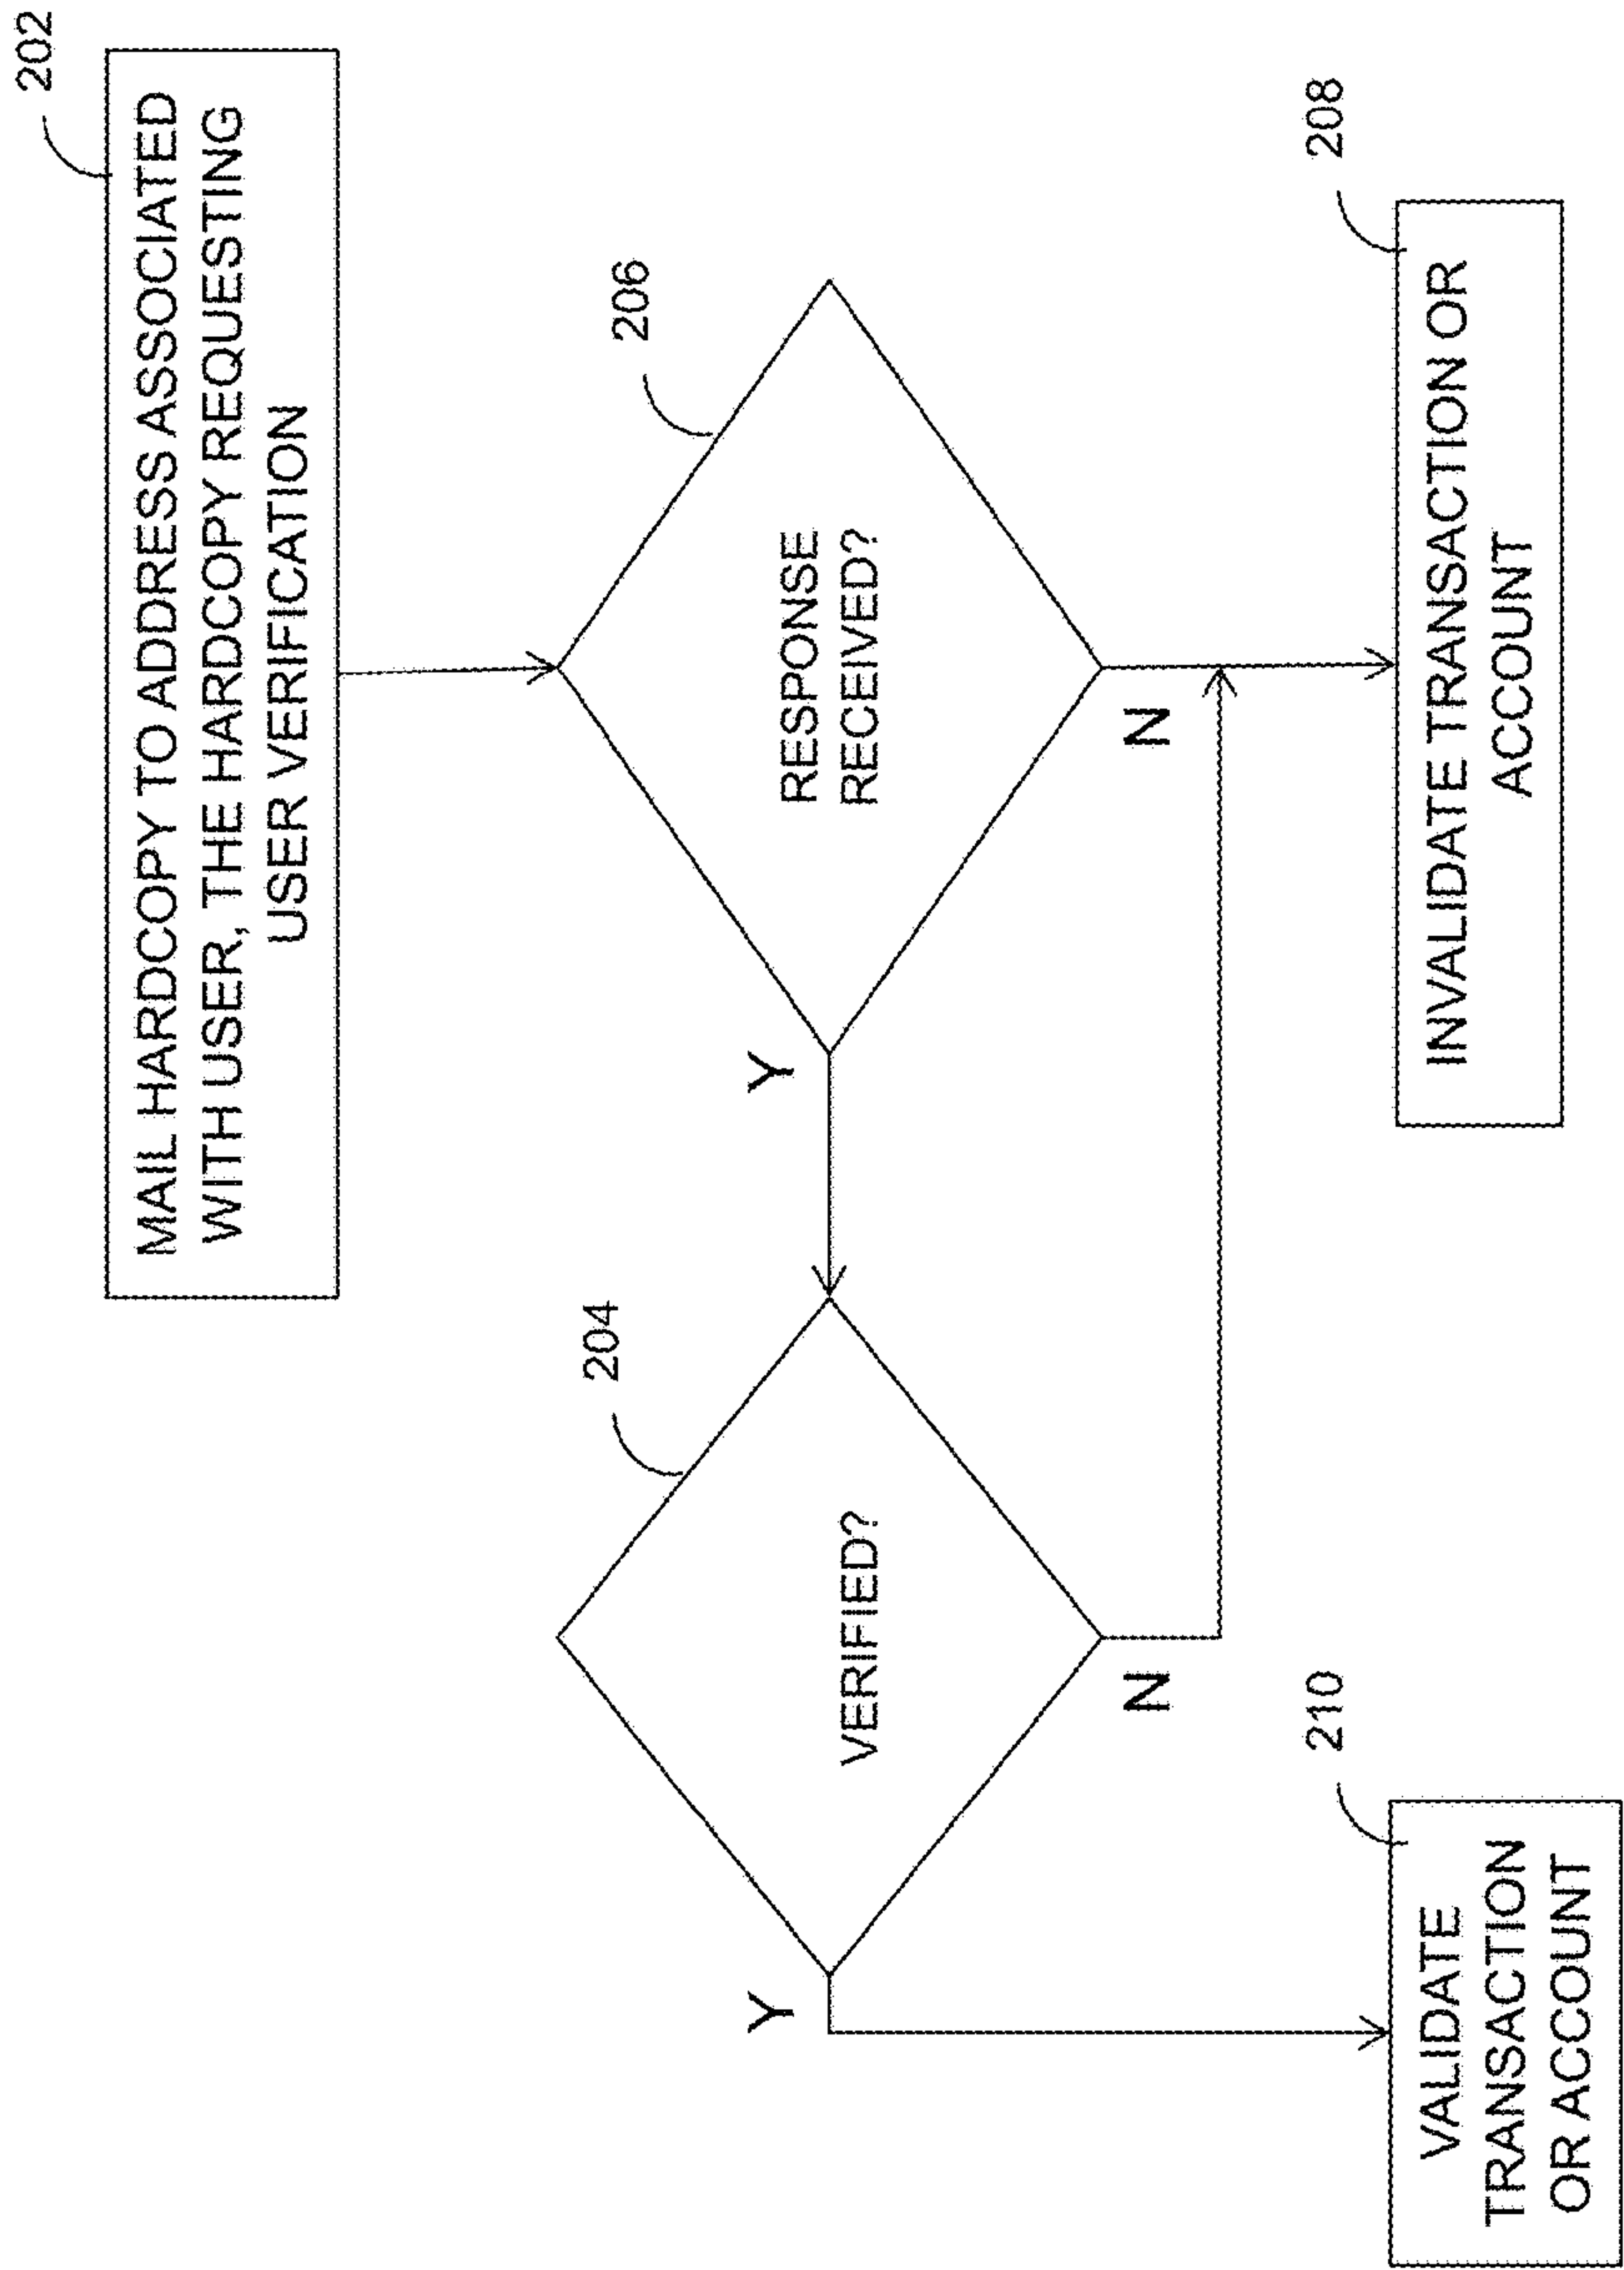 202
MAIL HARDCOPY TO ADDRESS ASSOCIATED
WITH USER, THE HARDCOPY REQUESTING
USER VERIFICATION
204
206
VERIFIED?
Y
RESPONSE
RECEIVED?
Y
N
N
210
208
VALIDATE
TRANSACTION
OR ACCOUNT
INVALIDATE TRANSACTION OR
ACCOUNT